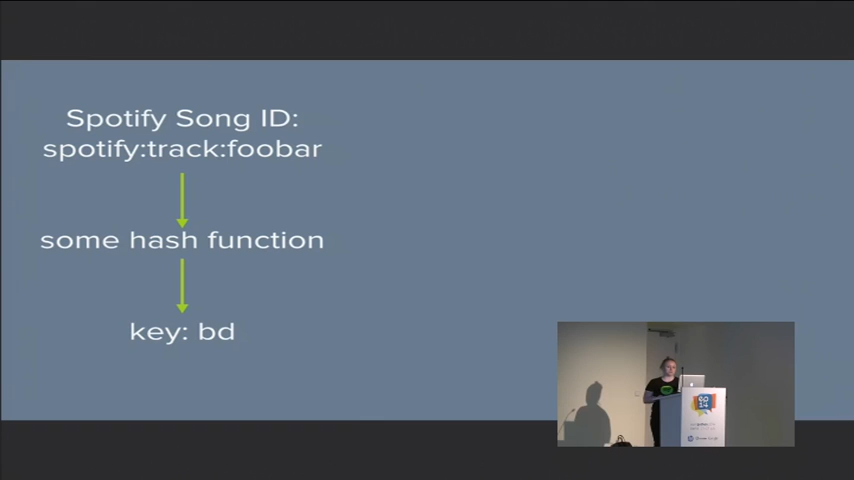 Spotify Song ID:
spotify:track:foobar
some hash function
key: bd